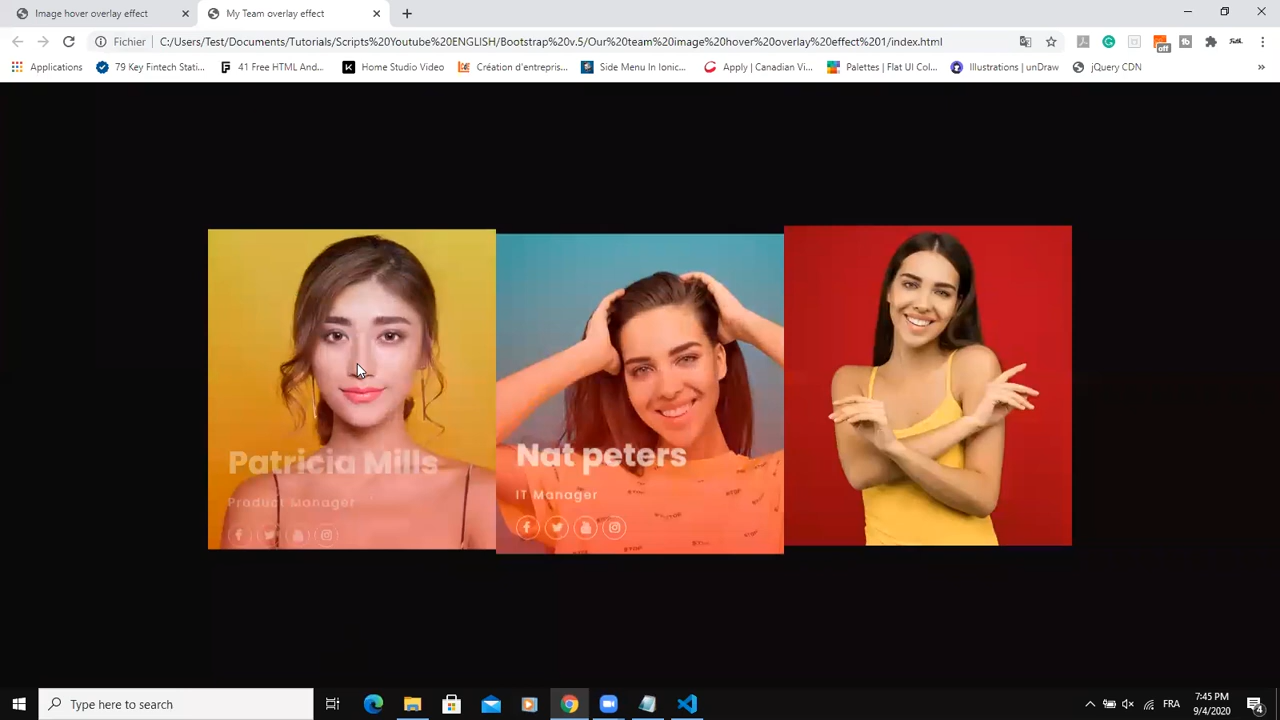 Image hover overlay effect
My Team overlay effect
Fichier
C:/Users/Test/Documents/Tutorials/Scripts%20Youtube%20ENGLISH/Bootstrap%20v.5/Our%20team%20image%20hover%20overlay%20effect%201/index.html
off
Applications
79 Key Fintech Stati...
41 Free HTML And...
Home Studio Video
Création d'entrepris...
Side Menu In Ionic...
Apply | Canadian Vi...
Palettes | Flat UI Col...
Illustrations | unDraw
jQuery CDN
Patricia Mills
Product Manager
Nat peters
IT Manager
Type here to search
FRA
7:45 PM
9/4/2020
4